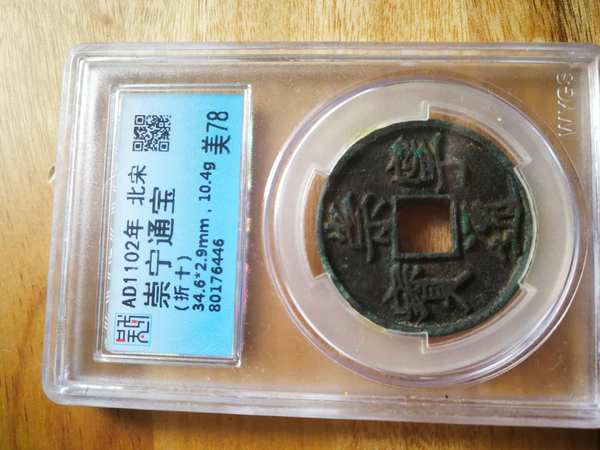 AD1102年 北宋
崇宁通宝
(折十)
34.6*2.9mm, 10.4g
80176446
美78
WYGS
崇寧通寶